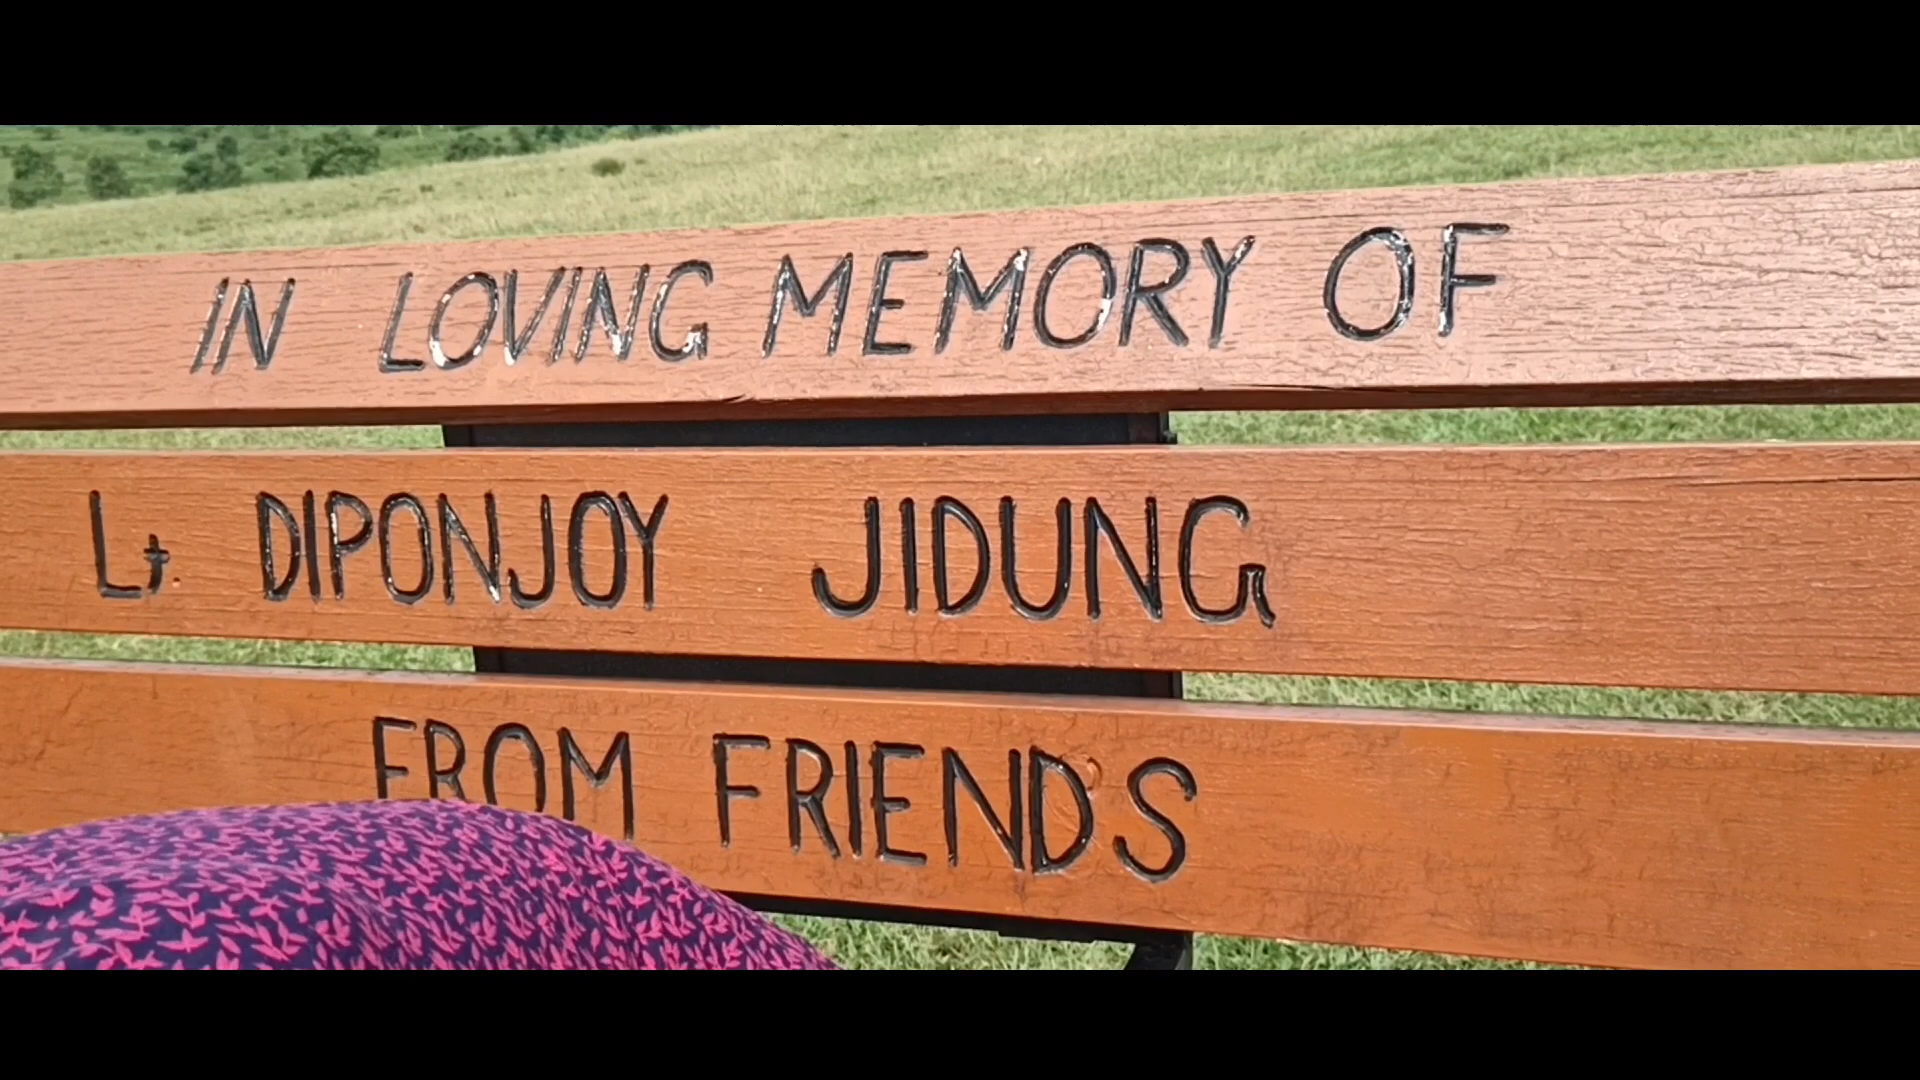 IN LOVING MEMORY OF
Lt. DIPONJOY JIDUNG
FROM FRIENDS